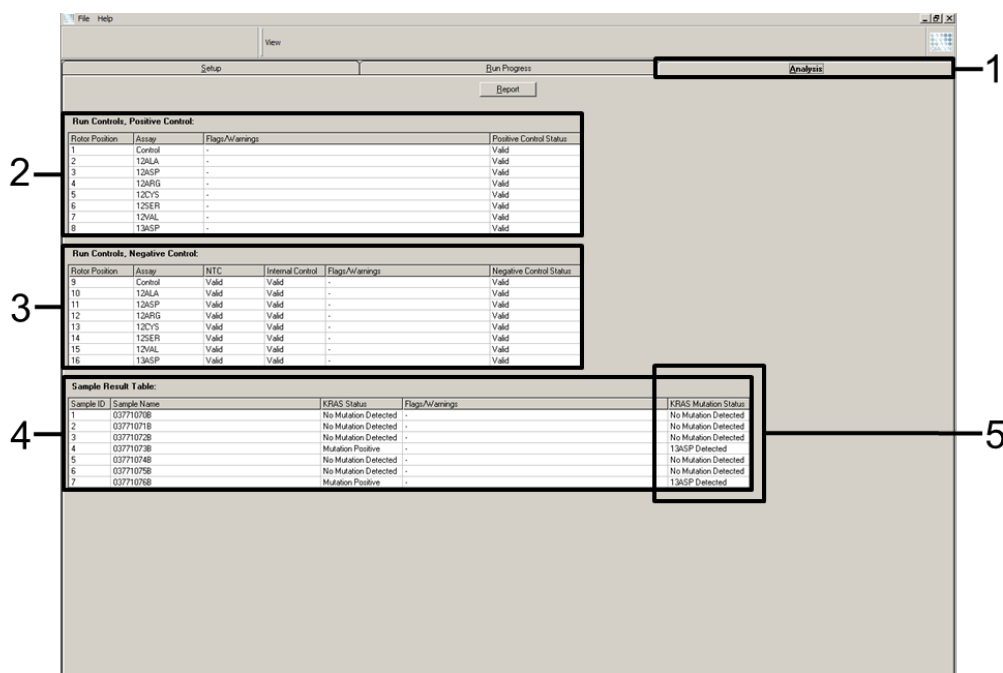 File Help
View
Setup Run Progress Analysis 1
Report
Run Controls, Positive Control:
Rotor Position Assay Flags/Warnings Positive Control Status
1 Control - Valid
2 12ALA - Valid
2 3 12ASP - Valid
4 12ARG - Valid
5 12CYS - Valid
6 12SER - Valid
7 12VAL - Valid
8 13ASP - Valid
Run Controls, Negative Control:
Rotor Position Assay NTC Internal Control Flags/Warnings Negative Control Status
9 Control Valid Valid - Valid
10 12ALA Valid Valid - Valid
11 12ASP Valid Valid - Valid
3 12 12ARG Valid Valid - Valid
13 12CYS Valid Valid - Valid
14 12SER Valid Valid - Valid
15 12VAL Valid Valid - Valid
16 13ASP Valid Valid - Valid
Sample Result Table:
Sample ID Sample Name KRAS Status Flags/Warnings KRAS Mutation Status
1 03771070B No Mutation Detected - No Mutation Detected
2 03771071B No Mutation Detected - No Mutation Detected
4 3 03771072B No Mutation Detected - No Mutation Detected 5
4 03771073B Mutation Positive - 13ASP Detected
5 03771074B No Mutation Detected - No Mutation Detected
6 03771075B No Mutation Detected - No Mutation Detected
7 03771076B Mutation Positive - 13ASP Detected